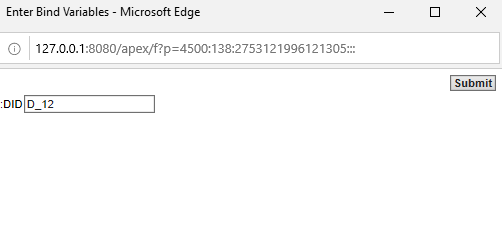 Enter Bind Variables - Microsoft Edge
127.0.0.1:8080/apex/f?p=4500:138:2753121996121305:::
Submit
:DID D_12